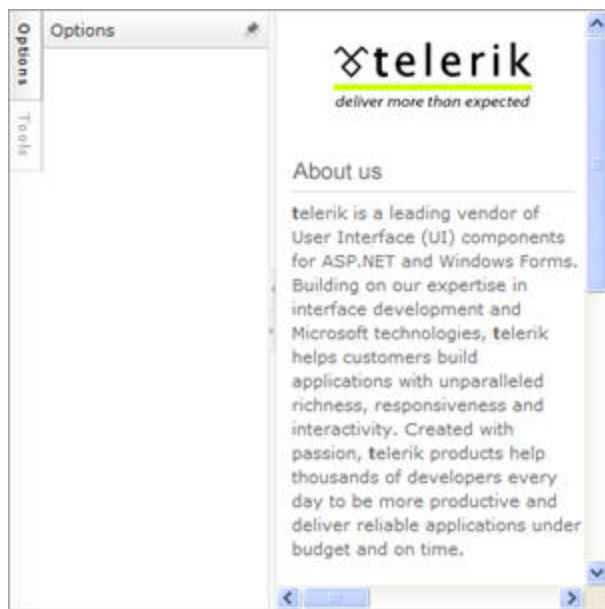 Options
Tools
Options
telerik
deliver more than expected
About us
telerik is a leading vendor of
User Interface (UI) components
for ASP.NET and Windows Forms.
Building on our expertise in
interface development and
Microsoft technologies, telerik
helps customers build
applications with unparalleled
richness, responsiveness and
interactivity. Created with
passion, telerik products help
thousands of developers every
day to be more productive and
deliver reliable applications under
budget and on time.